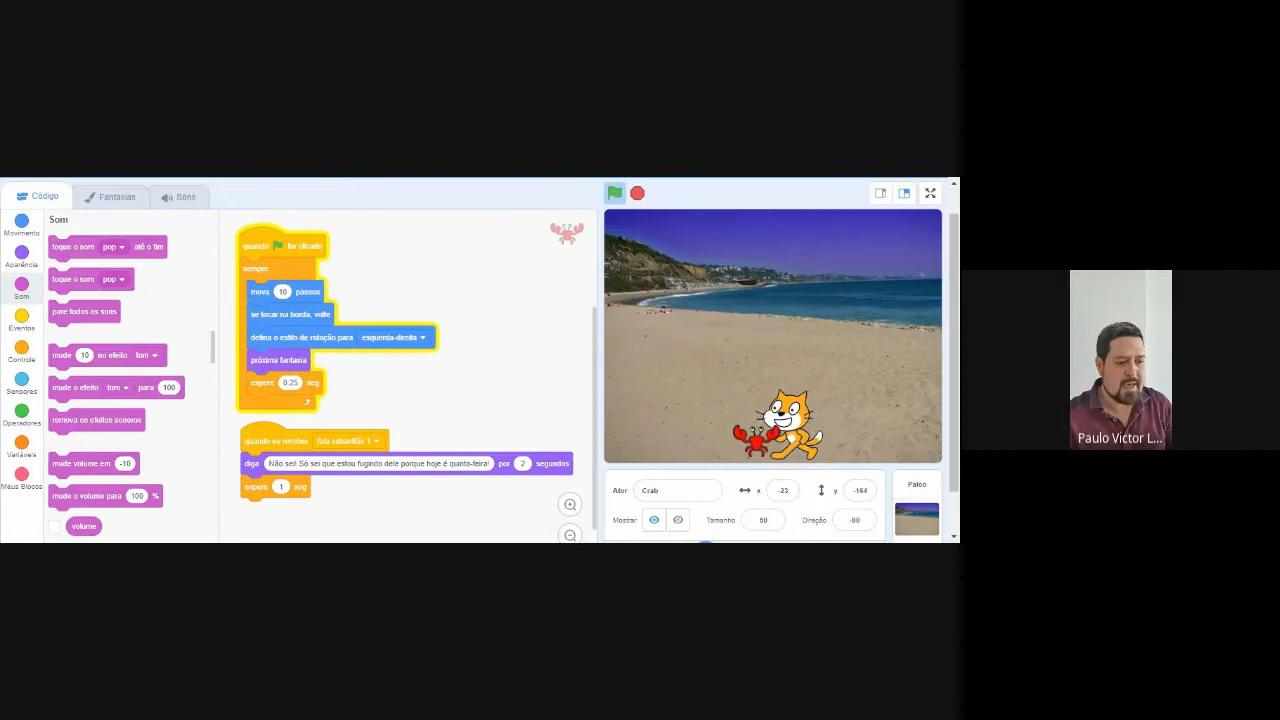 Código
Fantasias
Sons
Movimento
Aparência
Som
Eventos
Controle
Sensores
Operadores
Variáveis
Meus Blocos
Som
toque o som pop até o fim
toque o som pop
pare todos os sons
mude 10 no efeito tom
mude o efeito tom para 100
remova os efeitos sonoros
mude volume em -10
mude o volume para 100 %
volume
quando for clicado
sempre
mova 10 passos
se tocar na borda, volte
defina o estilo de rotação para esquerda-direita
próxima fantasia
espere 0.25 seg
quando eu receber fala sebastião 1
diga Não sei! Só sei que estou fugindo dele porque hoje é quinta-feira! por 2 segundos
espere 1 seg
Ator Crab x -23 y -164
Mostrar Tamanho 50 Direção -90
Palco
Paulo Victor L...